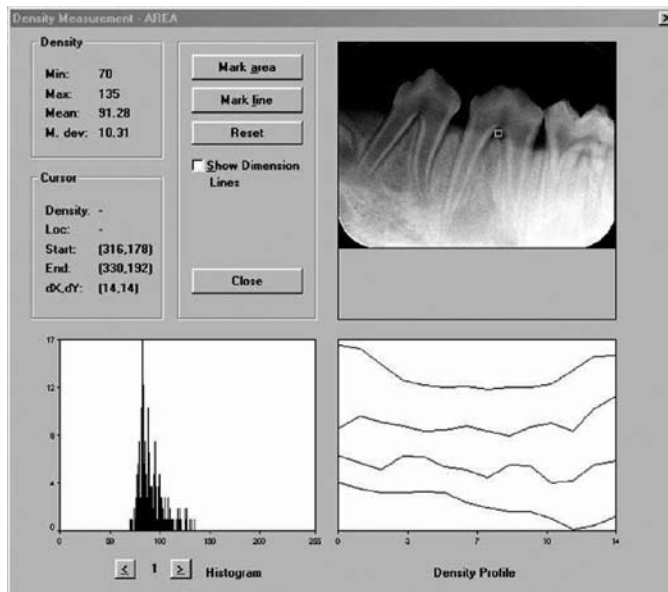 Density Measurement - AREA
Density
Min: 70
Max: 135
Mean: 91.28
M. dev: 10.31
Cursor
Density: -
Loc: -
Start: (316,178)
End: (330,192)
dX,dY: (14,14)
Mark area
Mark line
Reset
Show Dimension
Lines
Close
17
12
8
4
0
0 50 100 150 200 255
< 1 > Histogram
0 3 7 10 14
Density Profile